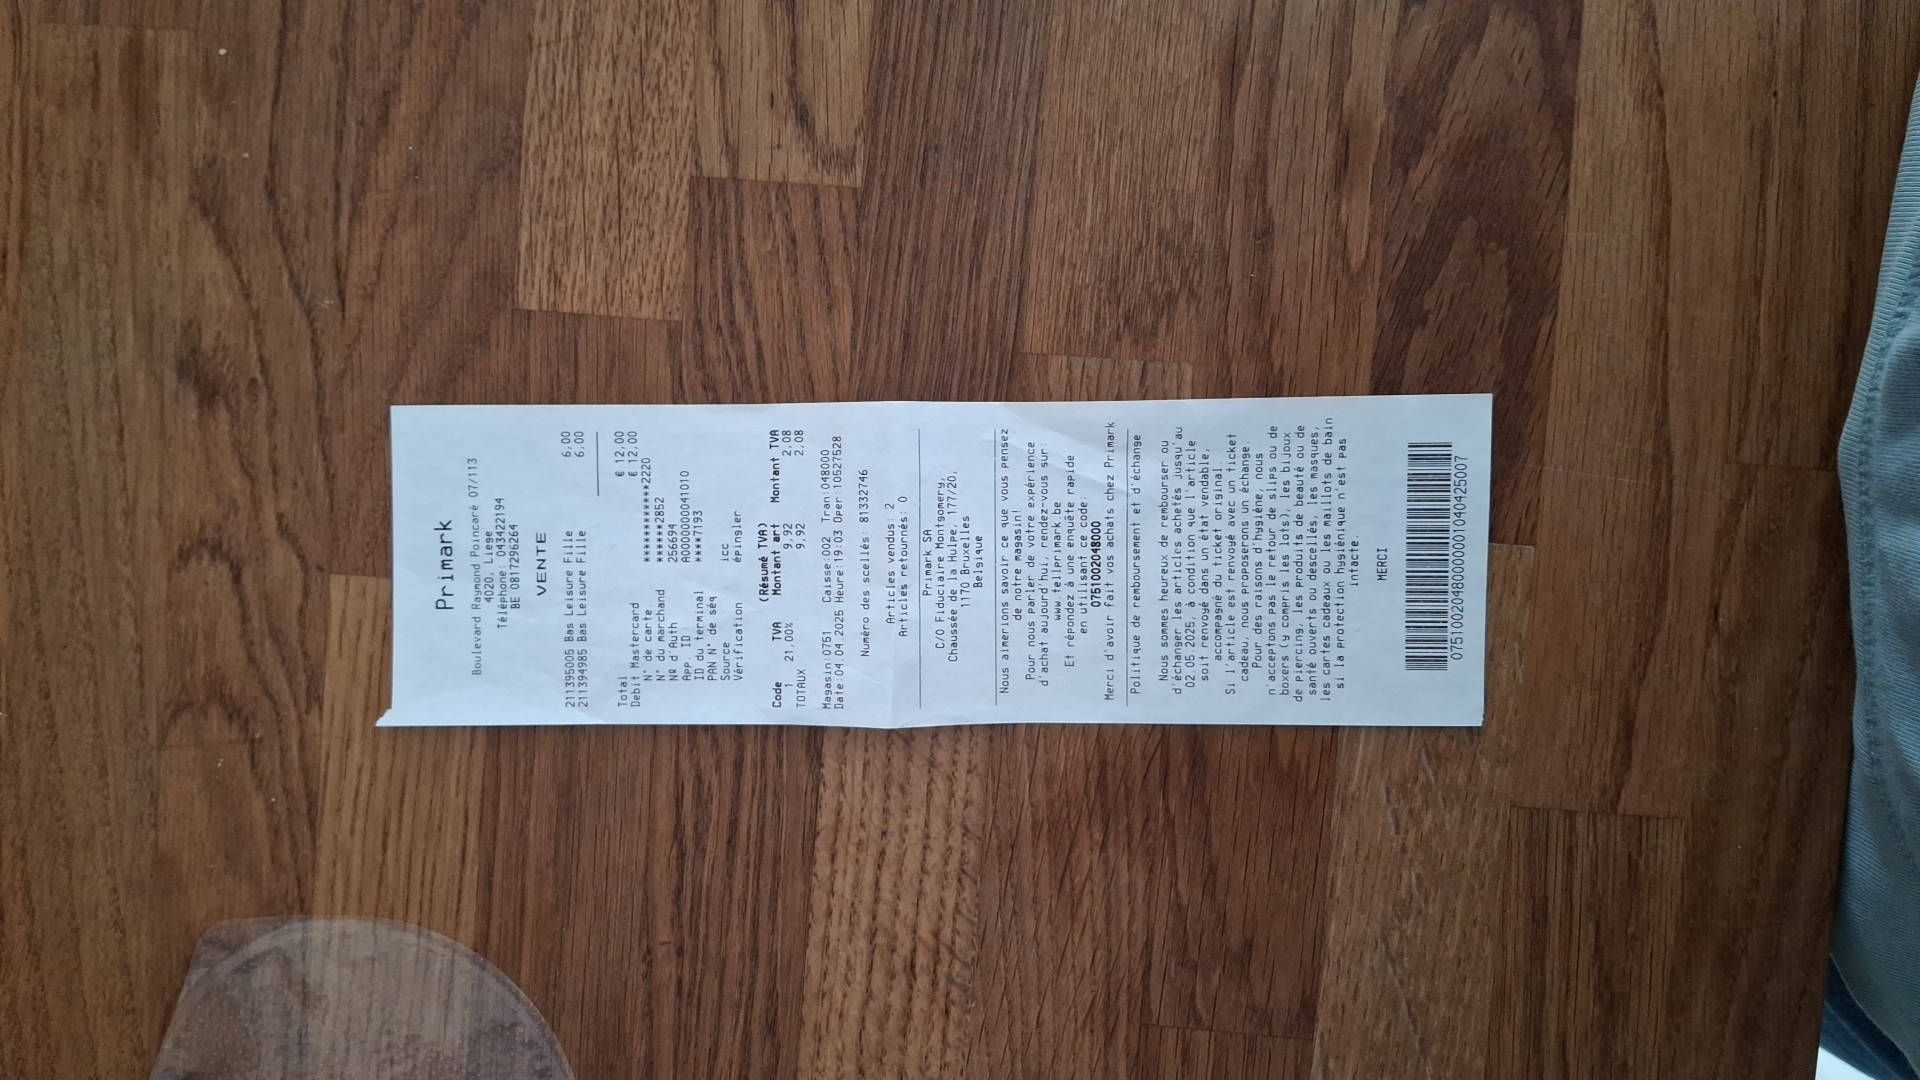 Primark
Boulevard Raymond Poincaré 07/113
4020, Liege
Téléphone: 043422194
BE 0817296264
VENTE
211395005 Bas Leisure Fille 6,00
211394985 Bas Leisure Fille 6,00
Total € 12,00
Debit Mastercard € 12,00
N° de carte ************2220
N° du marchand ******2852
NR d'Auth 256694
App. ID A0000000041010
ID du terminal ****7193
PAN N° de séq
Source icc
Vérification épingler
(Résumé TVA)
Code TVA Montant art Montant TVA
1 21,00% 9,92 2,08
TOTAUX 9,92 2,08
Magasin:0751 Caisse:002 Tran:048000
Date:04.04.2025 Heure:19:03 Oper:10527528
Numéro des scellés: 81332746
Articles vendus: 2
Articles retournés: 0
Primark SA
C/O Fiduciaire Montgomery,
Chaussée de la Hulpe, 177/20,
1170 Bruxelles
Belgique
Nous aimerions savoir ce que vous pensez
de notre magasin!
Pour nous parler de votre expérience
d'achat aujourd'hui, rendez-vous sur:
www.tellprimark.be
Et répondez à une enquête rapide
en utilisant ce code:
0751002048000
Merci d'avoir fait vos achats chez Primark
Politique de remboursement et d'échange
Nous sommes heureux de rembourser ou
d'échanger les articles achetés jusqu'au
02.05.2025, à condition que l'article
soit renvoyé dans un état vendable,
accompagné du ticket original.
Si l'article est renvoyé avec un ticket
cadeau, nous proposerons un échange.
Pour des raisons d'hygiène, nous
n'acceptons pas le retour de slips ou de
boxers (y compris les lots), les bijoux
de piercing, les produits de beauté ou de
santé ouverts ou descellés, les masques,
les cartes cadeaux ou les maillots de bain
si la protection hygiénique n'est pas
intacte.
MERCI